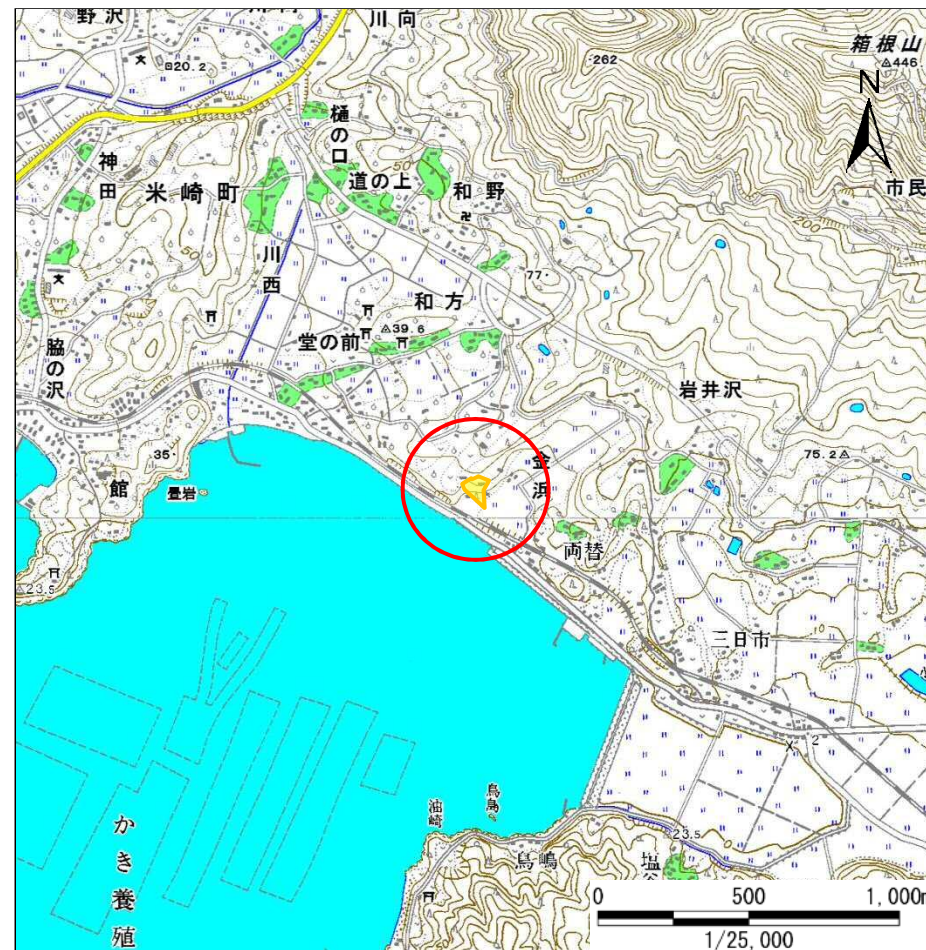 野沢
川向
箱根山
446
262
20.2
N
樋の口
50
神田
米崎町
道の上
和野
市民
200
50
川西
77
和方
堂の前
39.6
脇の沢
岩井沢
金浜
75.2
35
館
畳岩
両替
23.5
三日市
2
かき養殖
油崎
鳥島
鳥嶋
23.5
塩
0 500 1,000m
1/25,000